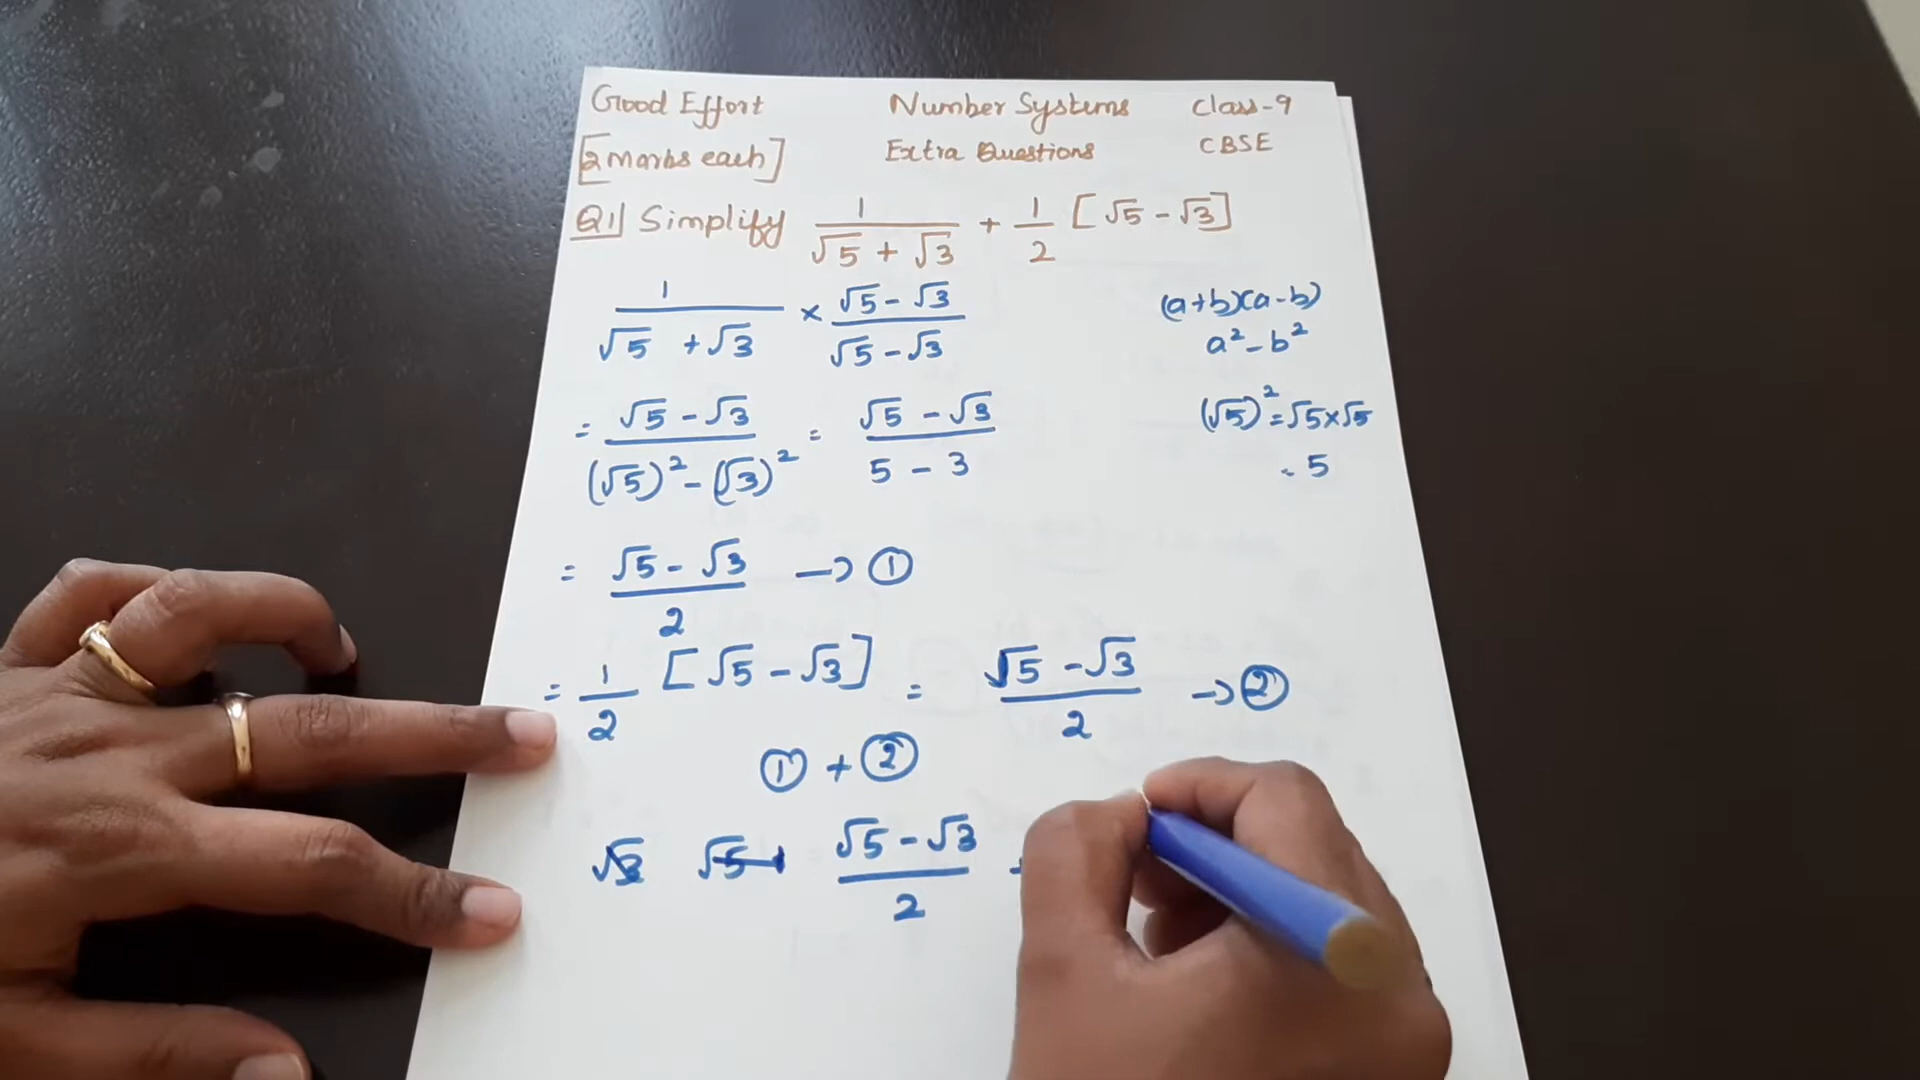 Good Effort Number Systems Class-9
[2 Marks each] Extra Questions CBSE
Q1] Simplify 1/(√5 + √3) + 1/2 [√5 - √3]
1/(√5 + √3) × (√5 - √3)/(√5 - √3) (a+b)(a-b)
a² - b²
= (√5 - √3)/((√5)² - (√3)²) = (√5 - √3)/(5 - 3) (√5)² = √5×√5
= 5
= (√5 - √3)/2 → ①
= 1/2 [√5 - √3] = (√5 - √3)/2 → ②
① + ②
(√5 - √3)/2